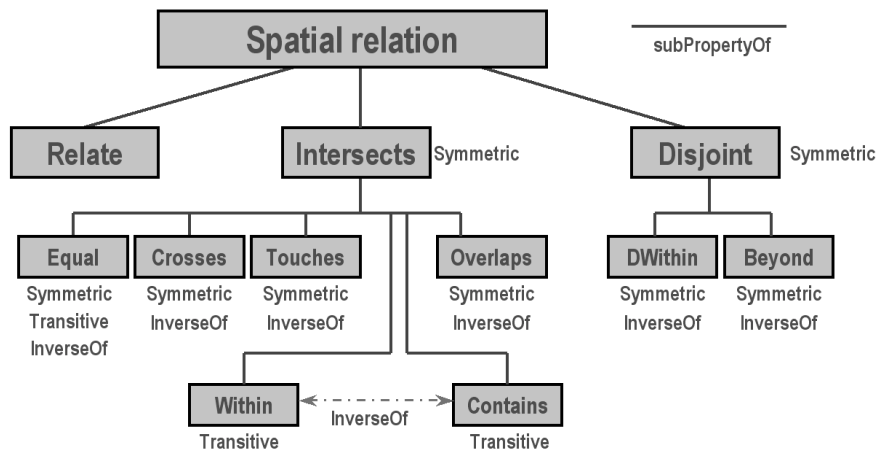 Spatial relation
subPropertyOf
Relate
Intersects
Symmetric
Disjoint
Symmetric
Equal
Crosses
Touches
Overlaps
DWithin
Beyond
Symmetric
Transitive
InverseOf
Symmetric
InverseOf
Symmetric
InverseOf
Symmetric
InverseOf
Symmetric
InverseOf
Symmetric
InverseOf
Within
InverseOf
Contains
Transitive
Transitive